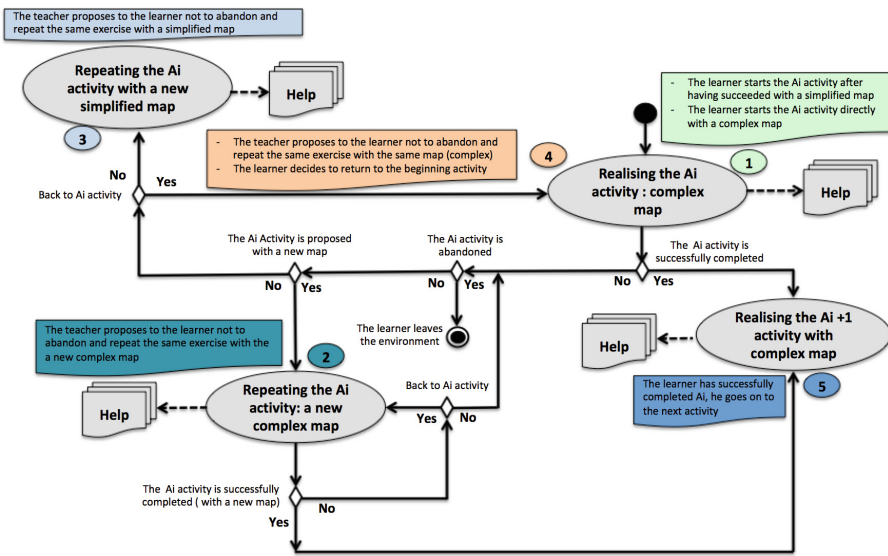 The teacher proposes to the learner not to abandon and
repeat the same exercise with a simplified map
Repeating the Ai
activity with a new
simplified map
Help
3
- The learner starts the Ai activity after
having succeeded with a simplified map
- The learner starts the Ai activity directly
with a complex map
- The teacher proposes to the learner not to abandon and
repeat the same exercise with the same map (complex)
- The learner decides to return to the beginning activity
4
1
Realising the Ai
activity : complex
map
Help
No
Yes
Back to Ai activity
The Ai Activity is proposed
with a new map
No
Yes
The Ai activity is
abandoned
No
Yes
The Ai activity is
successfully completed
No
Yes
The learner leaves
the environment
Realising the Ai +1
activity with
complex map
Help
5
The learner has successfully
completed Ai, he goes on to
the next activity
The teacher proposes to the learner not to
abandon and repeat the same exercise with the
a new complex map
2
Repeating the Ai
activity: a new
complex map
Help
Back to Ai activity
Yes
No
The Ai activity is successfully
completed ( with a new map)
No
Yes